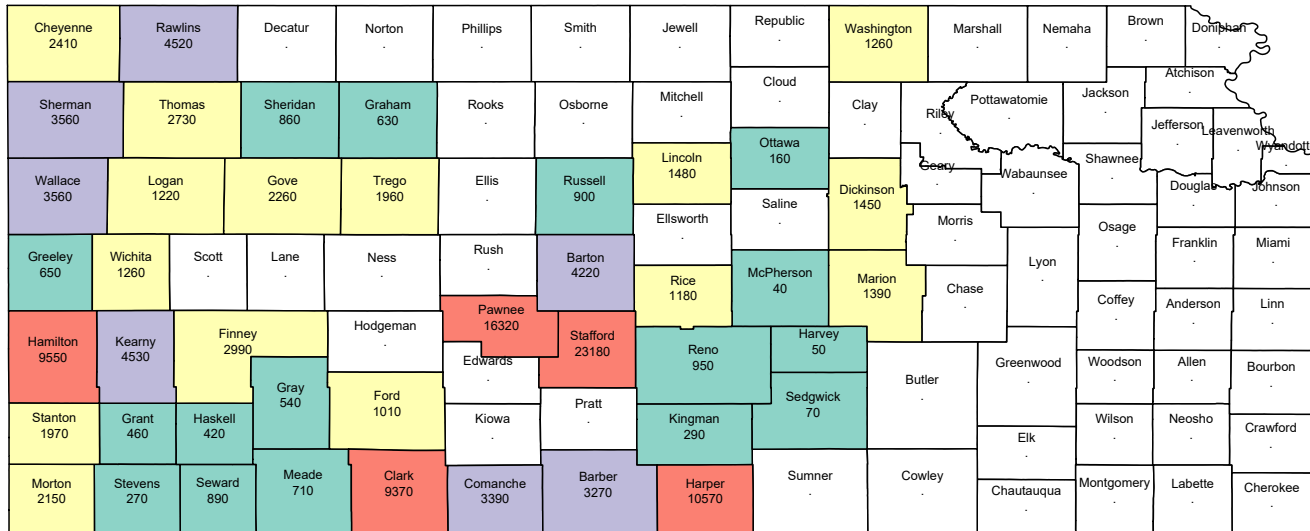 Cheyenne
2410
Rawlins
4520
Decatur
.
Norton
.
Phillips
.
Smith
.
Jewell
.
Republic
.
Washington
1260
Marshall
.
Nemaha
.
Brown
.
Doniphan
.
Sherman
3560
Thomas
2730
Sheridan
860
Graham
630
Rooks
.
Osborne
.
Mitchell
.
Cloud
.
Clay
.
Riley
.
Pottawatomie
.
Jackson
.
Atchison
.
Jefferson
.
Leavenworth
.
Wyandott
.
Wallace
3560
Logan
1220
Gove
2260
Trego
1960
Ellis
.
Russell
900
Lincoln
1480
Ottawa
160
Dickinson
1450
Geary
.
Wabaunsee
.
Shawnee
.
Douglas
.
Johnson
.
Ellsworth
.
Saline
.
Morris
.
Osage
.
Franklin
.
Miami
.
Greeley
650
Wichita
1260
Scott
.
Lane
.
Ness
.
Rush
.
Barton
4220
Rice
1180
McPherson
40
Marion
1390
Chase
.
Lyon
.
Coffey
.
Anderson
.
Linn
.
Hamilton
9550
Kearny
4530
Finney
2990
Hodgeman
.
Pawnee
16320
Stafford
23180
Edwards
.
Reno
950
Harvey
50
Butler
.
Greenwood
.
Woodson
.
Allen
.
Bourbon
.
Gray
540
Ford
1010
Sedgwick
70
Stanton
1970
Grant
460
Haskell
420
Kiowa
.
Pratt
.
Kingman
290
Elk
.
Wilson
.
Neosho
.
Crawford
.
Morton
2150
Stevens
270
Seward
890
Meade
710
Clark
9370
Comanche
3390
Barber
3270
Harper
10570
Sumner
.
Cowley
.
Chautauqua
.
Montgomery
.
Labette
.
Cherokee
.